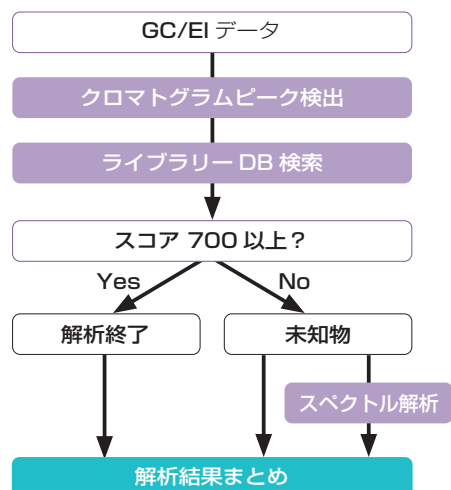 GC/EI データ
クロマトグラムピーク検出
ライブラリー DB 検索
スコア 700 以上？
Yes
No
解析終了
未知物
スペクトル解析
解析結果まとめ